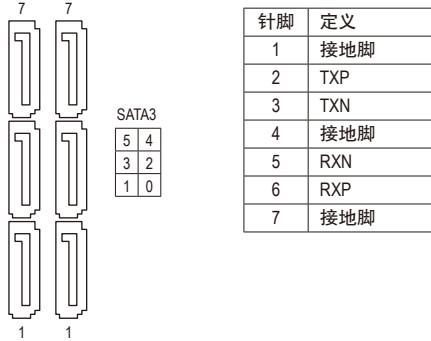 7 7
SATA3
5 4
3 2
1 0
1 1
针脚 定义
1 接地脚
2 TXP
3 TXN
4 接地脚
5 RXN
6 RXP
7 接地脚